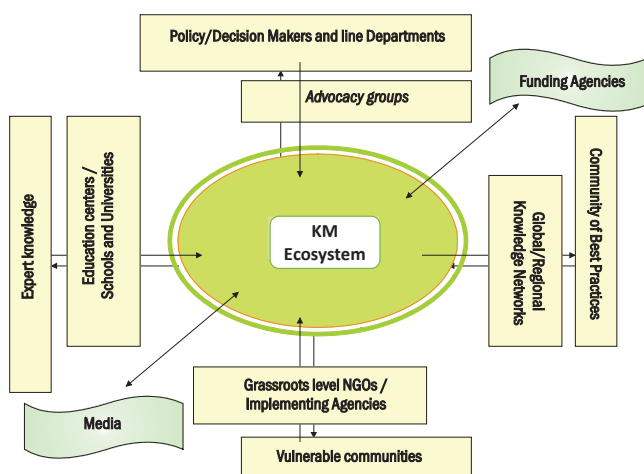 Policy/Decision Makers and line Departments
Advocacy groups
Funding Agencies
Expert knowledge
Education centers /
Schools and Universities
KM
Ecosystem
Global/Regional
Knowledge Networks
Community of Best Practices
Grassroots level NGOs /
Implementing Agencies
Media
Vulnerable communities